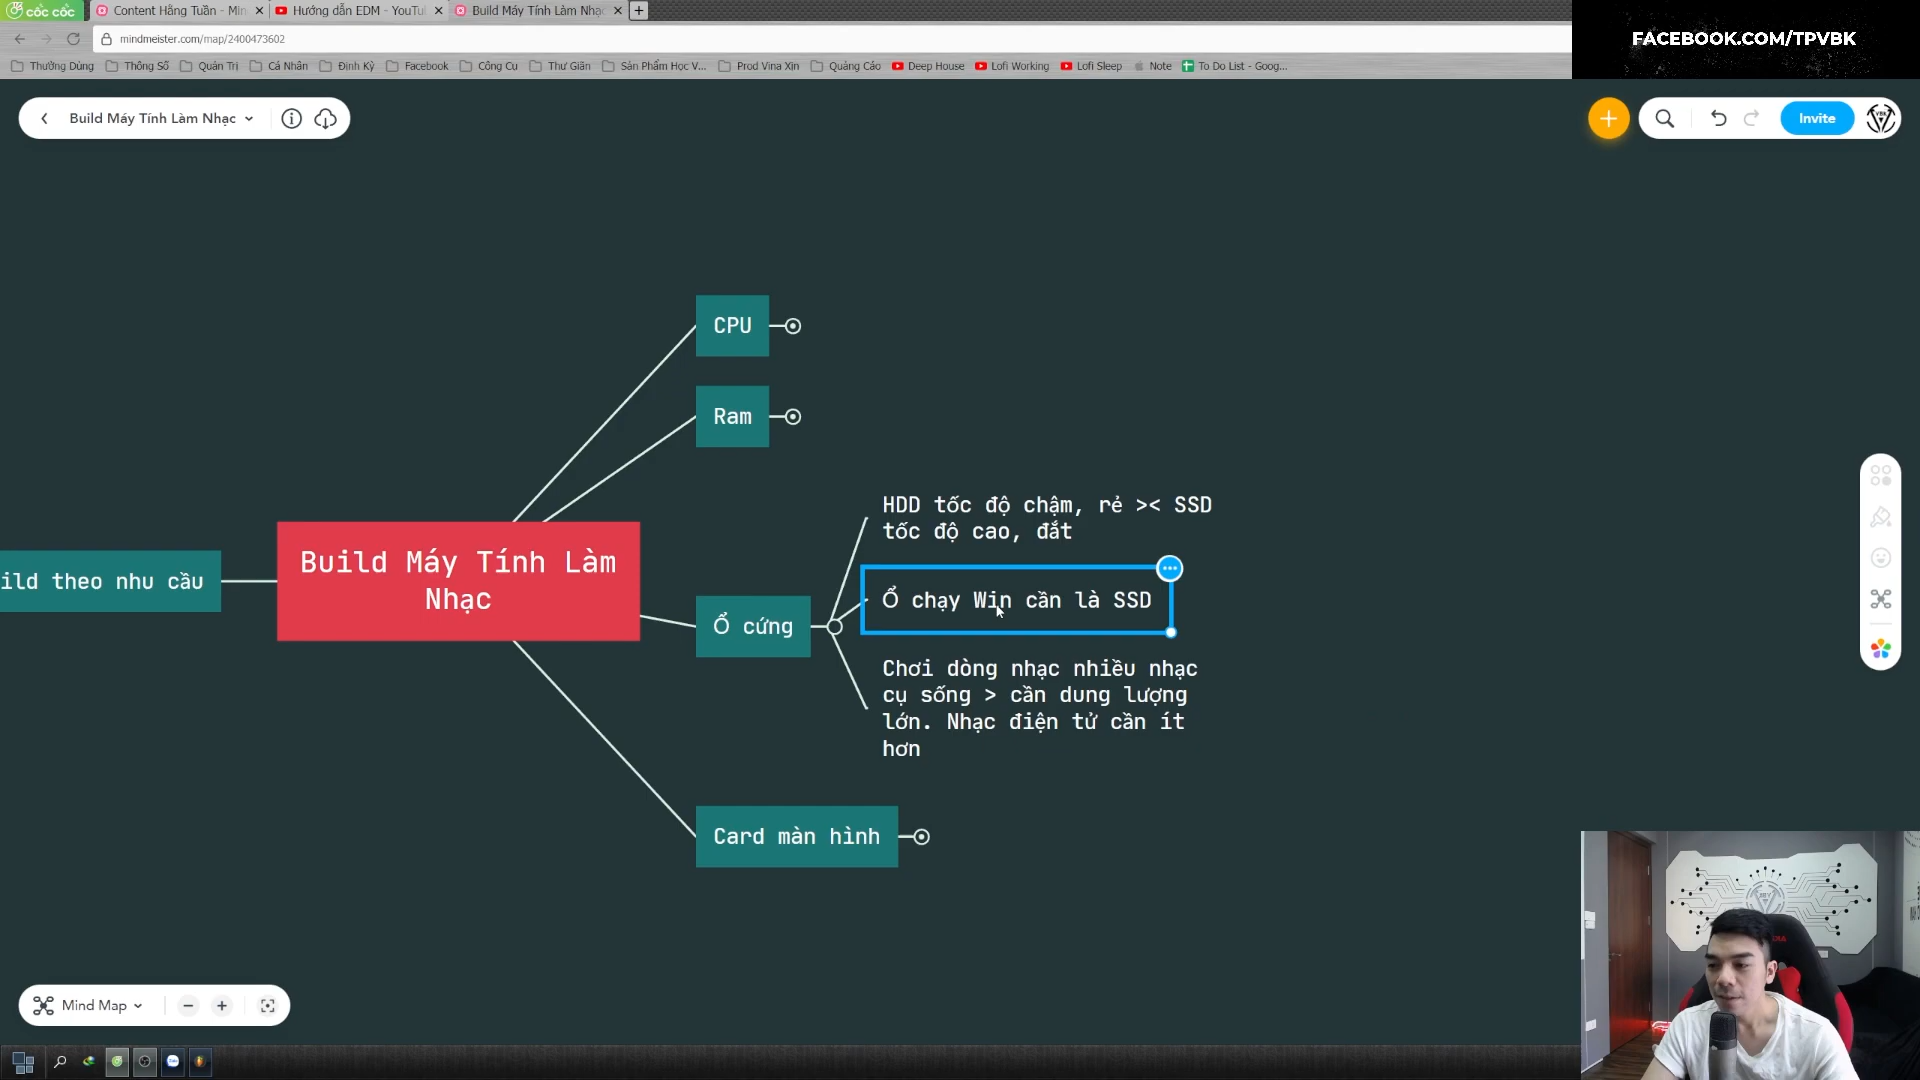 cốc cốc
Content Hằng Tuần - Min
Hướng dẫn EDM - YouTu
Build Máy Tính Làm Nhạc
mindmeister.com/map/2400473602
FACEBOOK.COM/TPVBK
Thường Dùng
Thông Số
Quản Trị
Cá Nhân
Định Kỳ
Facebook
Công Cụ
Thư Giãn
Sản Phẩm Học V...
Prod Vina Xịn
Quảng Cáo
Deep House
Lofi Working
Lofi Sleep
Note
To Do List - Goog...
Build Máy Tính Làm Nhạc
Invite
CPU
Ram
HDD tốc độ chậm, rẻ >< SSD
tốc độ cao, đắt
ild theo nhu cầu
Build Máy Tính Làm
Nhạc
Ổ cứng
Ổ chạy Win cần là SSD
Chơi dòng nhạc nhiều nhạc
cụ sống > cần dung lượng
lớn. Nhạc điện tử cần ít
hơn
Card màn hình
Mind Map